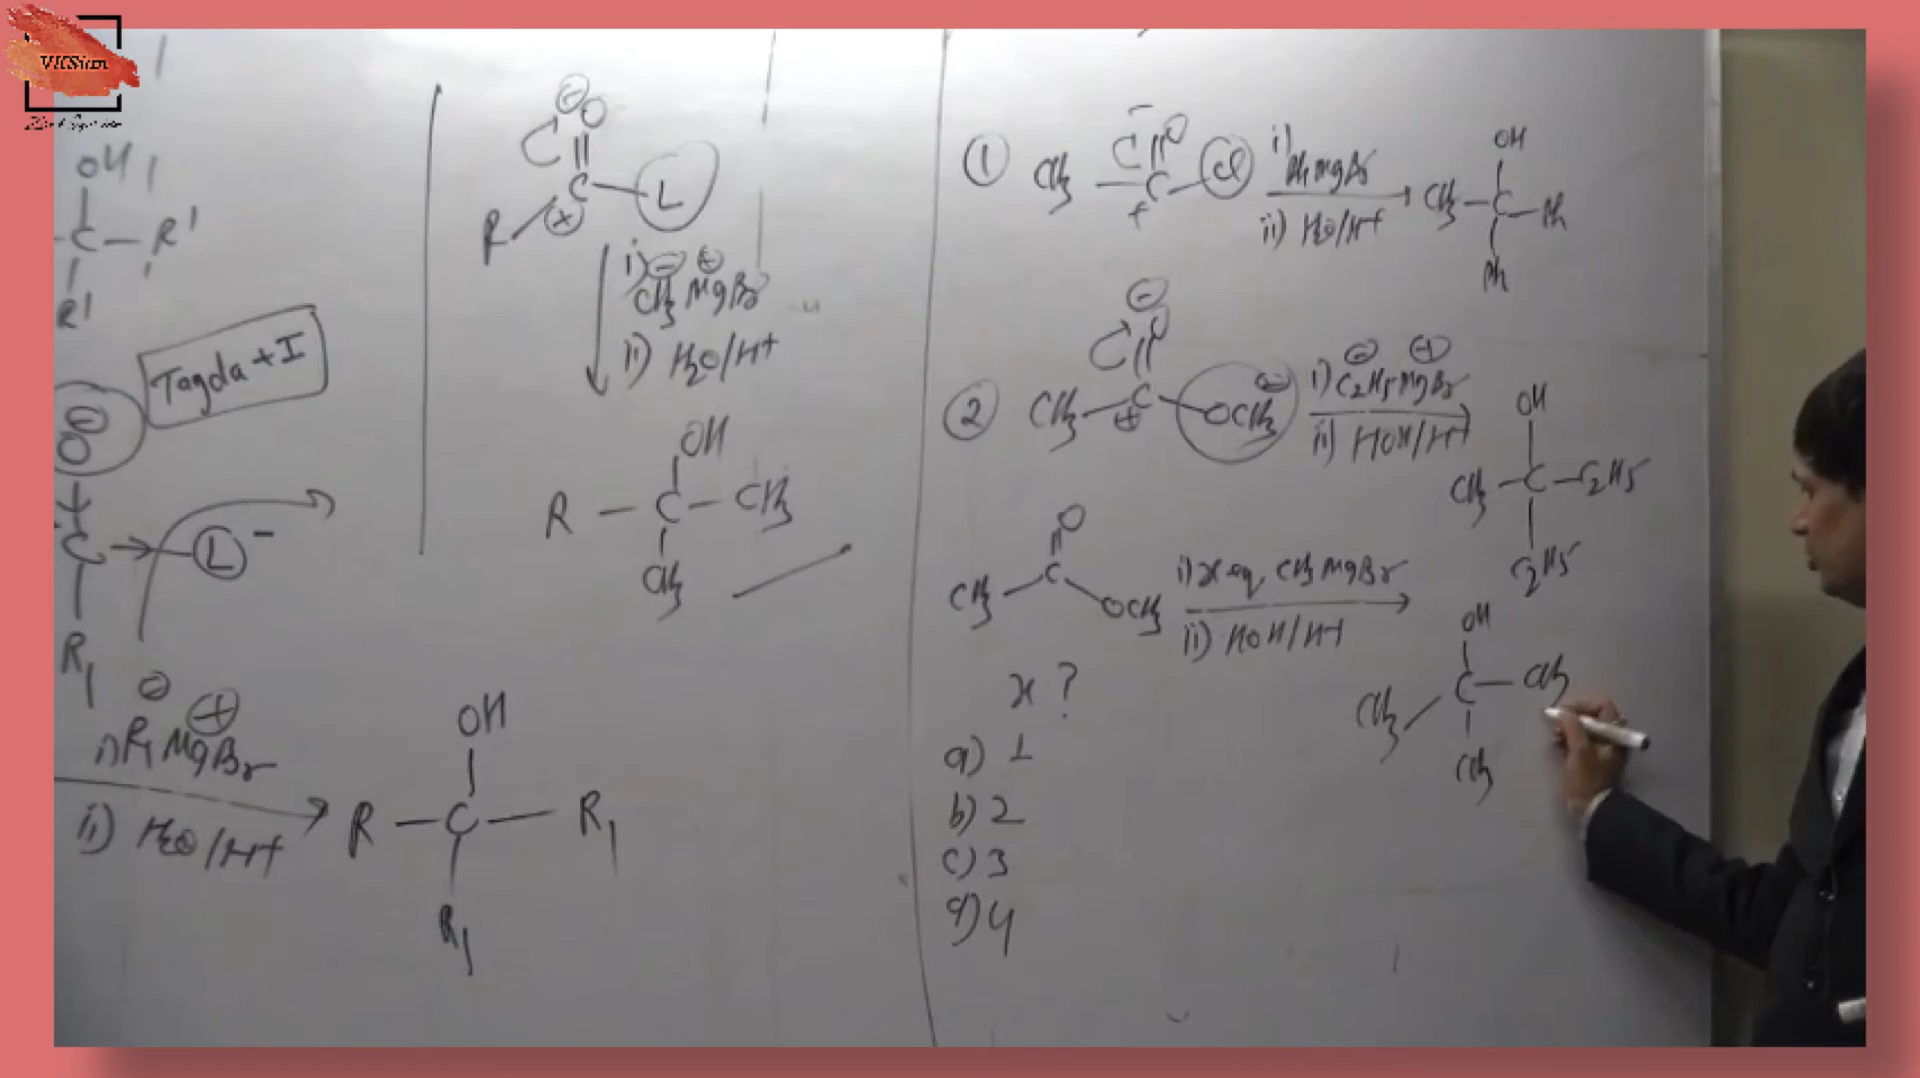 VKSirum
OH
C — R'
R'
Tagda + I
⊖
O
C → L −
R₁
⊖ ⊕
i) R₁MgBr
ii) H₂O/H⁺
OH
R — C — R₁
R₁
⊖ O
R C L
⊕
⊖ ⊕
i) CH₃MgBr
ii) H₂O/H⁺
OH
R — C — CH₃
CH₃
① CH₃ — C — Cl
O
−
+
i) PhMgBr
ii) H₂O/H⁺
OH
CH₃ — C — Ph
Ph
⊖
O
② CH₃ — C — OCH₃
⊕ ⊖
⊖ ⊕
i) C₂H₅MgBr
ii) HOH/H⁺
OH
CH₃ — C — C₂H₅
C₂H₅
O
CH₃ C OCH₃
i) x eq. CH₃MgBr
ii) HOH/H⁺
OH
CH₃ — C — CH₃
CH₃
x ?
a) 1
b) 2
c) 3
d) 4